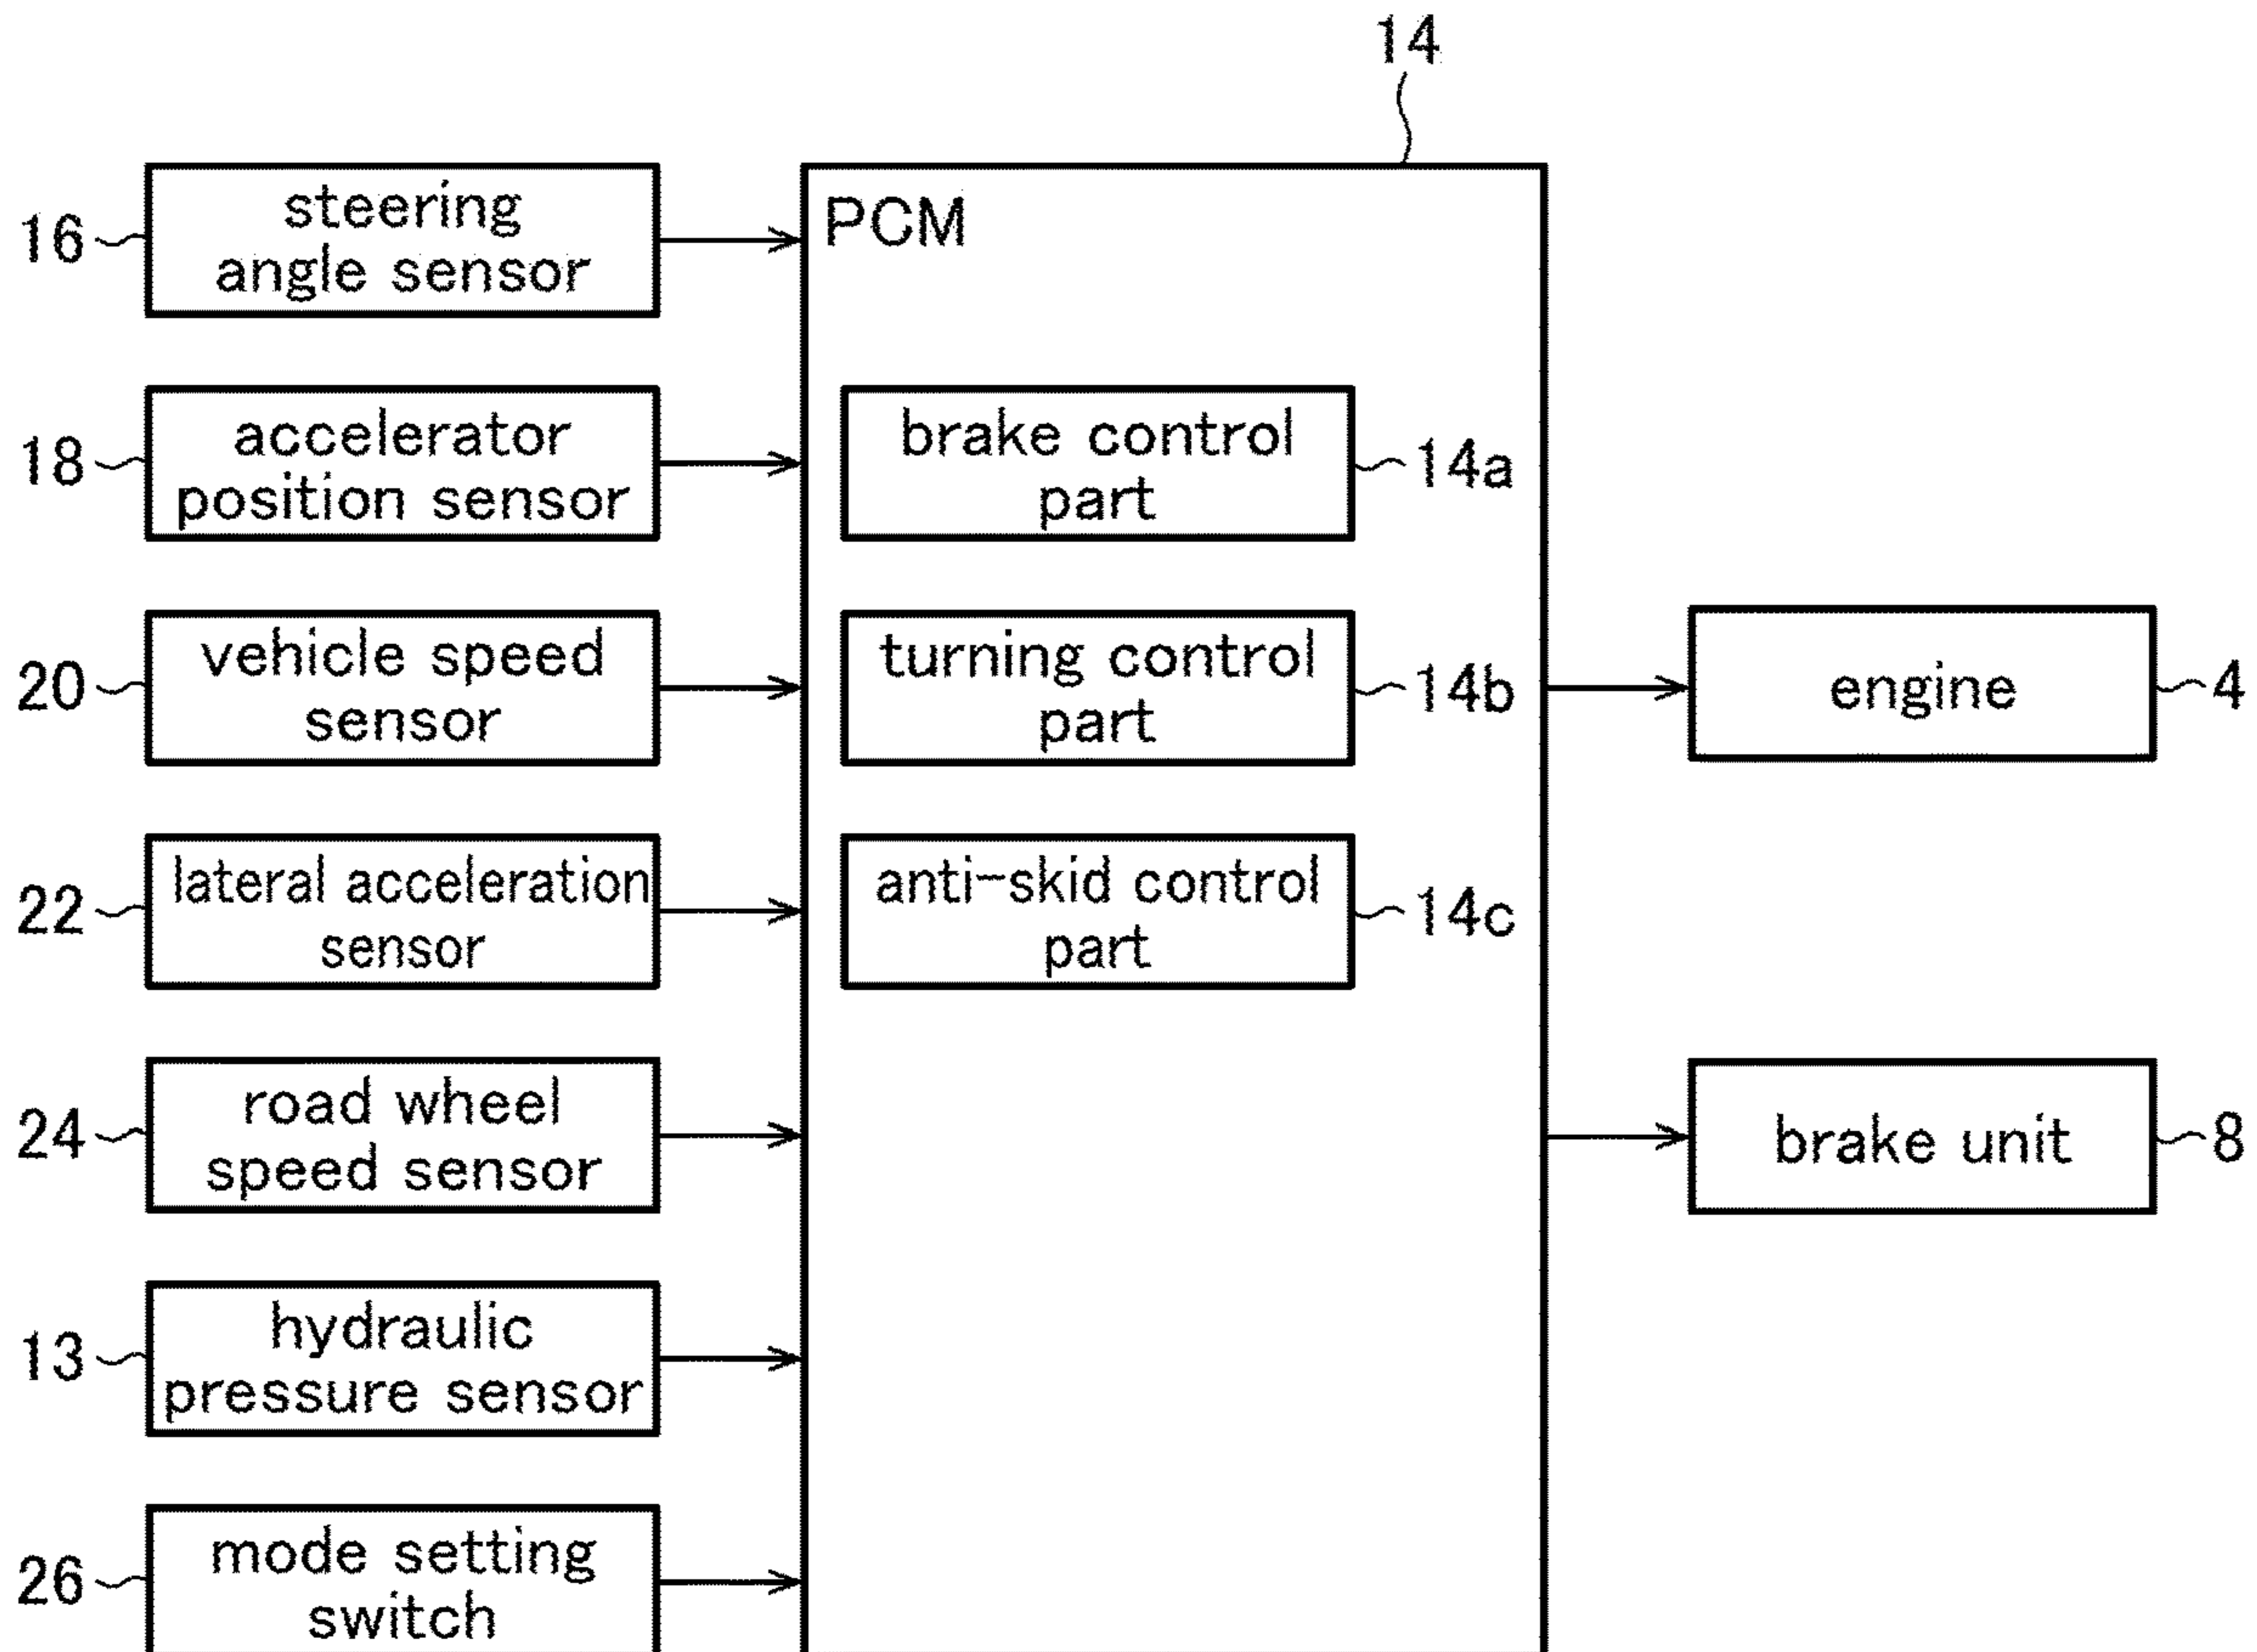 14
16
steering
angle sensor
PCM
18
accelerator
position sensor
brake control
part
14a
20
vehicle speed
sensor
turning control
part
14b
engine
4
22
lateral acceleration
sensor
anti-skid control
part
14c
24
road wheel
speed sensor
brake unit
8
13
hydraulic
pressure sensor
26
mode setting
switch